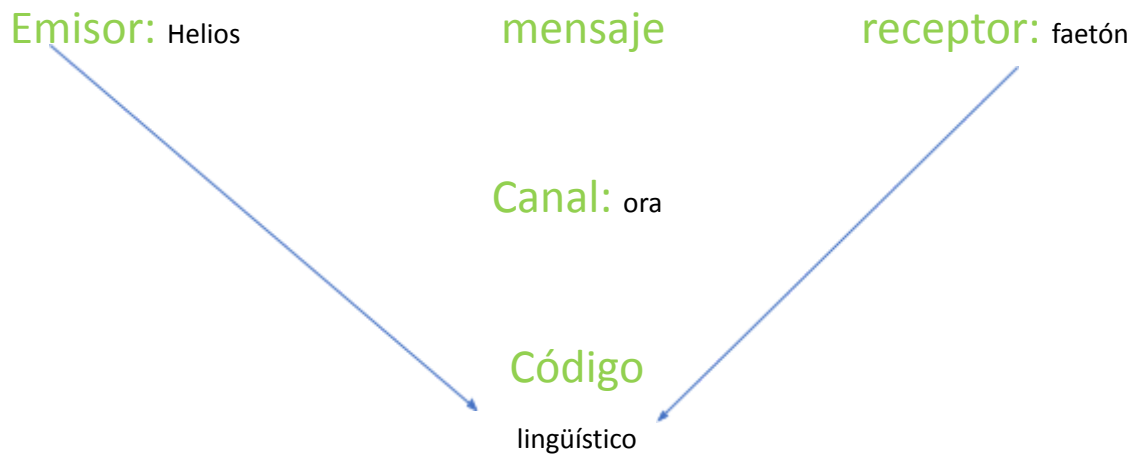 Emisor: Helios mensaje receptor: faetón
Canal: ora
Código
lingüístico